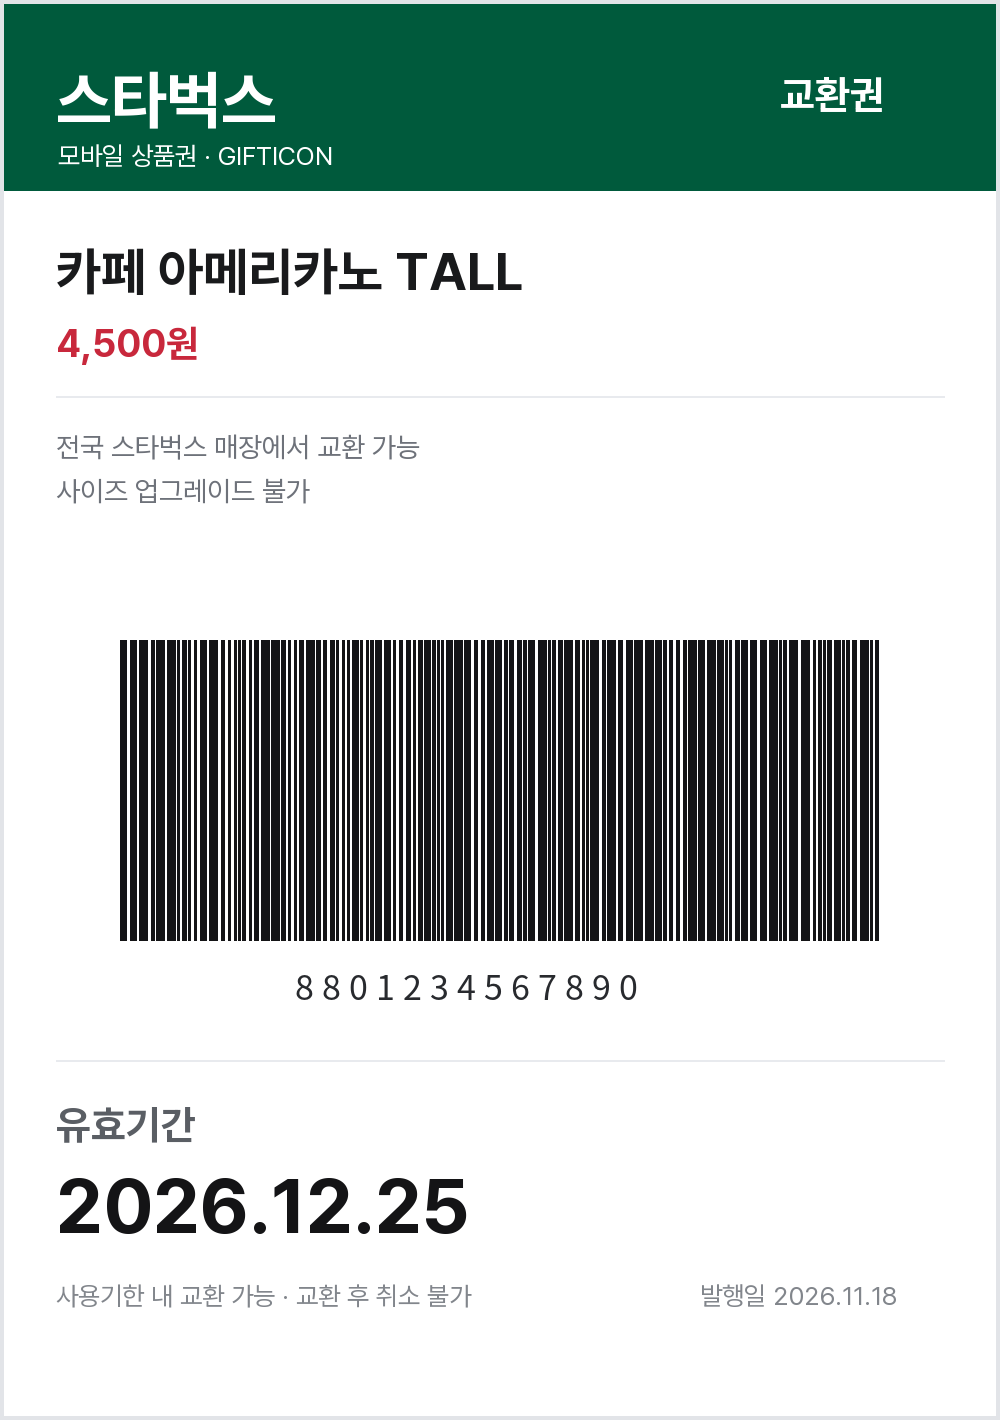 스타벅스
교환권
모바일 상품권 · GIFTICON
카페 아메리카노 TALL
4,500원
전국 스타벅스 매장에서 교환 가능
사이즈 업그레이드 불가
8801234567890
유효기간
2026.12.25
사용기한 내 교환 가능 · 교환 후 취소 불가
발행일 2026.11.18